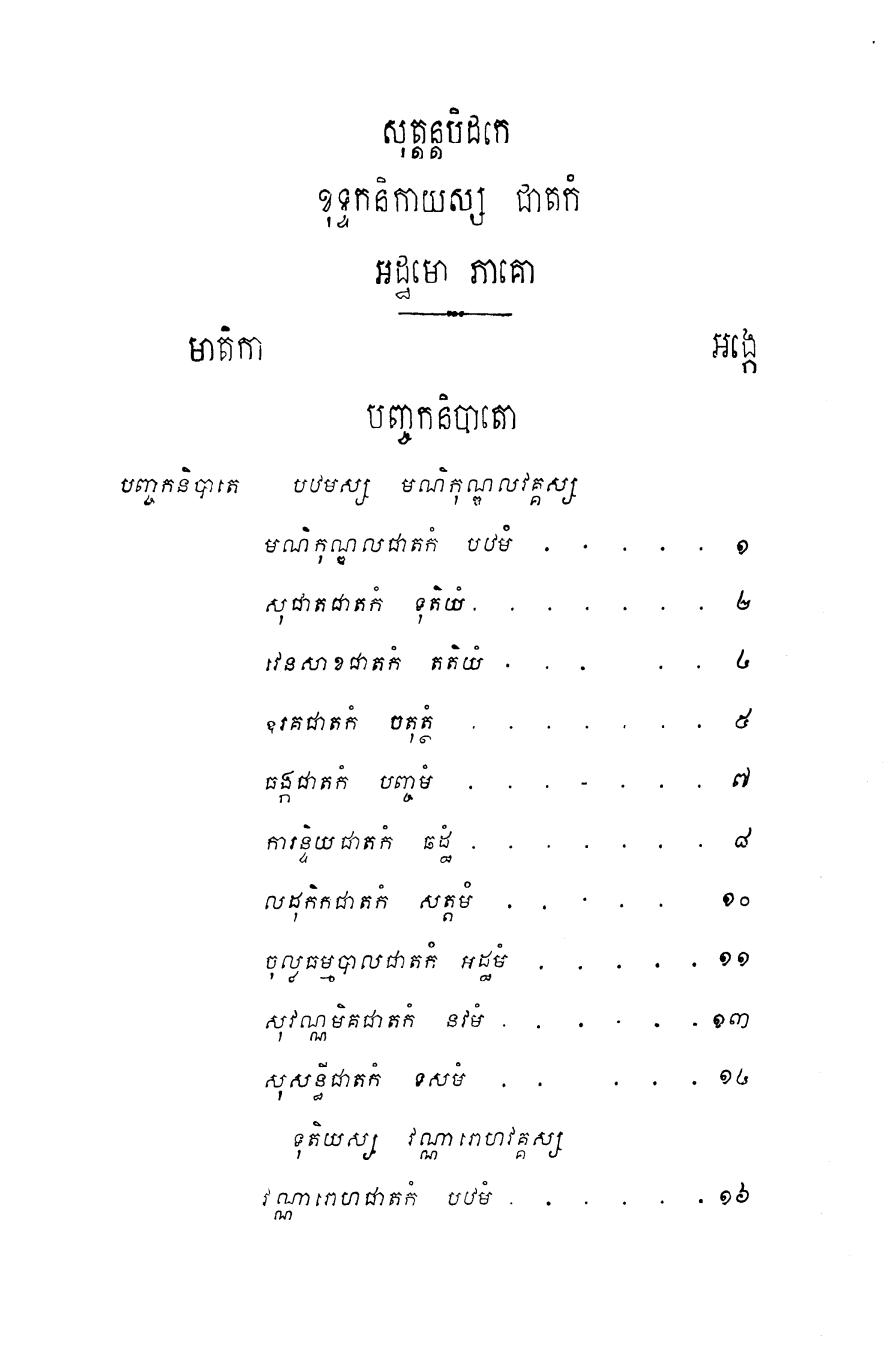 សុត្តន្តបិដកេ
ខុទ្ទកនិកាយស្ស ជាតកំ
អដ្ឋមោ ភាគោ
មាតិកា អង្កេ
បញ្ចកនិបាតោ
បញ្ចកនិបាតេ បឋមស្ស មណិកុណ្ឌលវគ្គស្ស
មណិកុណ្ឌលជាតកំ បឋមំ . . . . . ១
សុជាតជាតកំ ទុតិយំ . . . . . . . ២
វេនសាខជាតកំ តតិយំ . . . . . ៤
ឧរគជាតកំ ចតុត្ថំ . . . . . . . ៥
ធង្កជាតកំ បញ្ចមំ . . . - . . . ៧
ការន្ទិយជាតកំ ឆដ្ឋំ . . . . . . . ៨
លដុកិកជាតកំ សត្តមំ . . . . . ១០
ចុល្លធម្មបាលជាតកំ អដ្ឋមំ . . . . . ១១
សុវណ្ណមិគជាតកំ នវមំ . . . . . . ១៣
សុសន្ធីជាតកំ ទសមំ . . . . . ១៤
ទុតិយស្ស វណ្ណារោហវគ្គស្ស
វណ្ណារោហជាតកំ បឋមំ . . . . . . ១៦